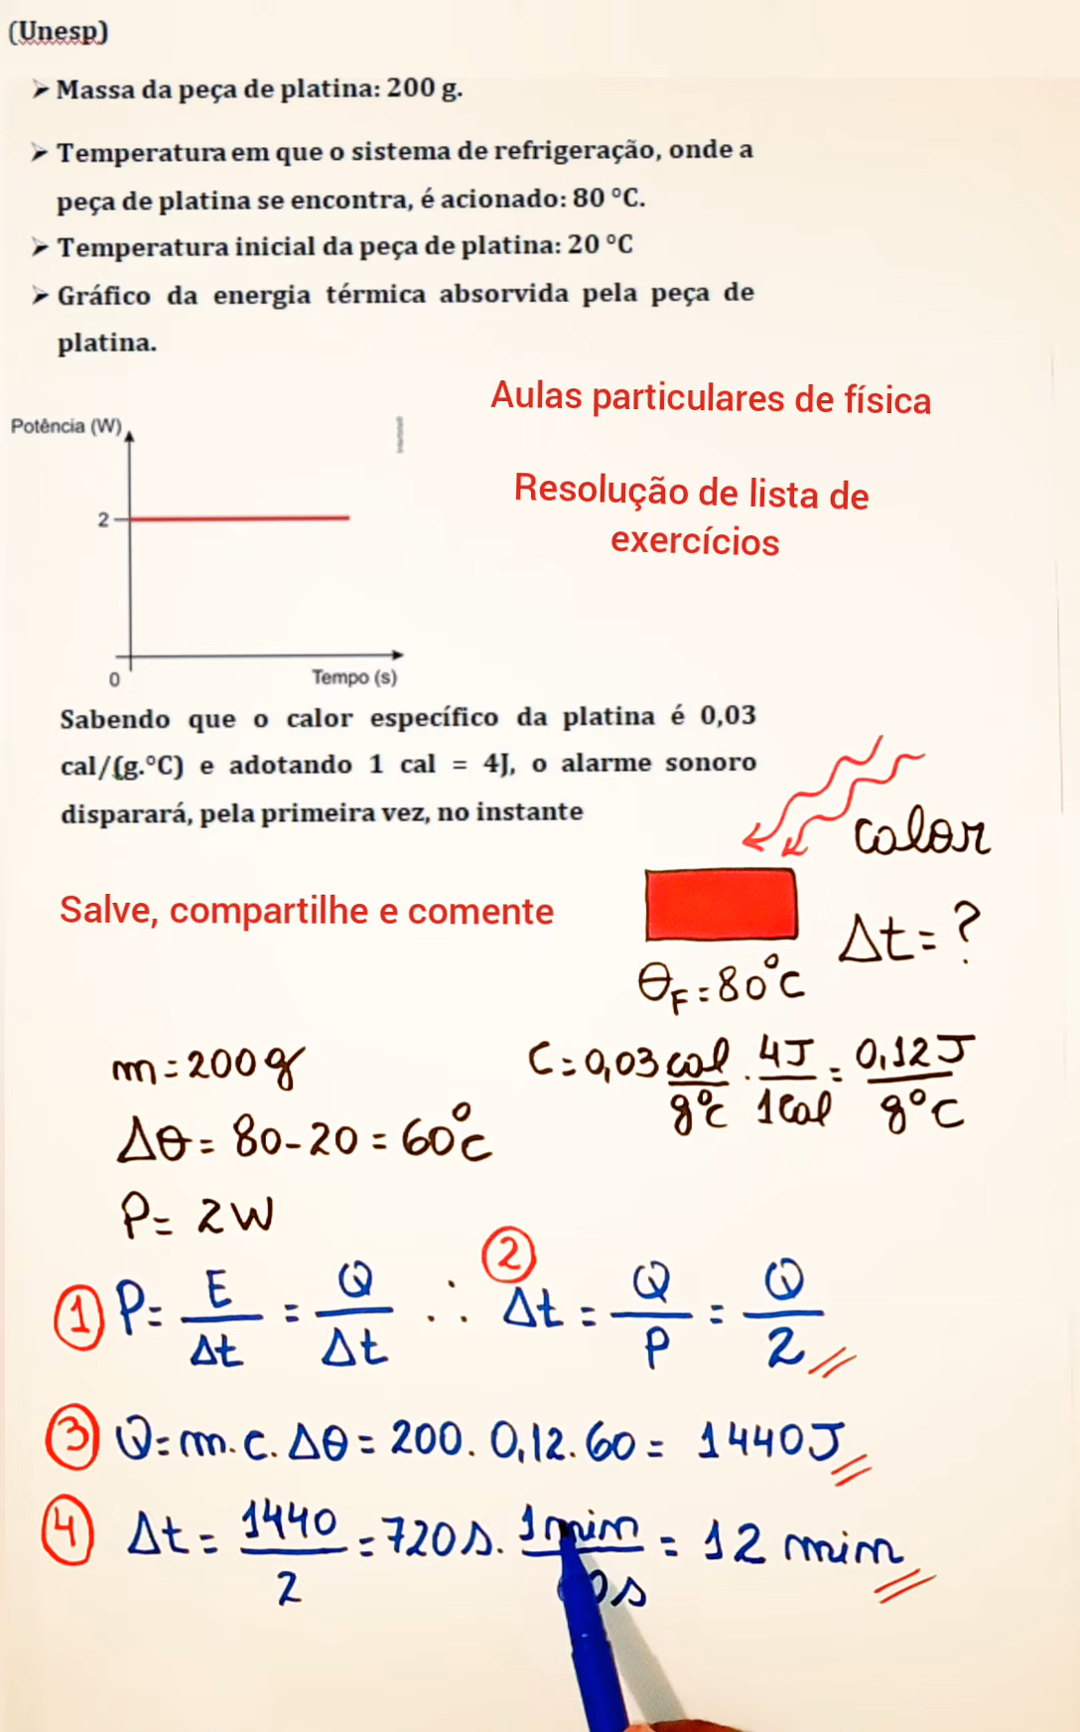 (Unesp)
➤ Massa da peça de platina: 200 g.
➤ Temperatura em que o sistema de refrigeração, onde a
peça de platina se encontra, é acionado: 80 °C.
➤ Temperatura inicial da peça de platina: 20 °C
➤ Gráfico da energia térmica absorvida pela peça de
platina.
Aulas particulares de física
Potência (W)
Resolução de lista de
exercícios
2
0
Tempo (s)
Sabendo que o calor específico da platina é 0,03
cal/(g.°C) e adotando 1 cal = 4J, o alarme sonoro
disparará, pela primeira vez, no instante
calor
Salve, compartilhe e comente
Δt = ?
θF = 80°C
m = 200g
C = 0,03 cal/g°C . 4J/1cal = 0,12J/g°C
Δθ = 80 - 20 = 60°C
P = 2W
① P = E/Δt = Q/Δt ∴ ② Δt = Q/P = Q/2
③ Q = m.c.Δθ = 200.0,12.60 = 1440J
④ Δt = 1440/2 = 720s. 1min/0s = 12 min